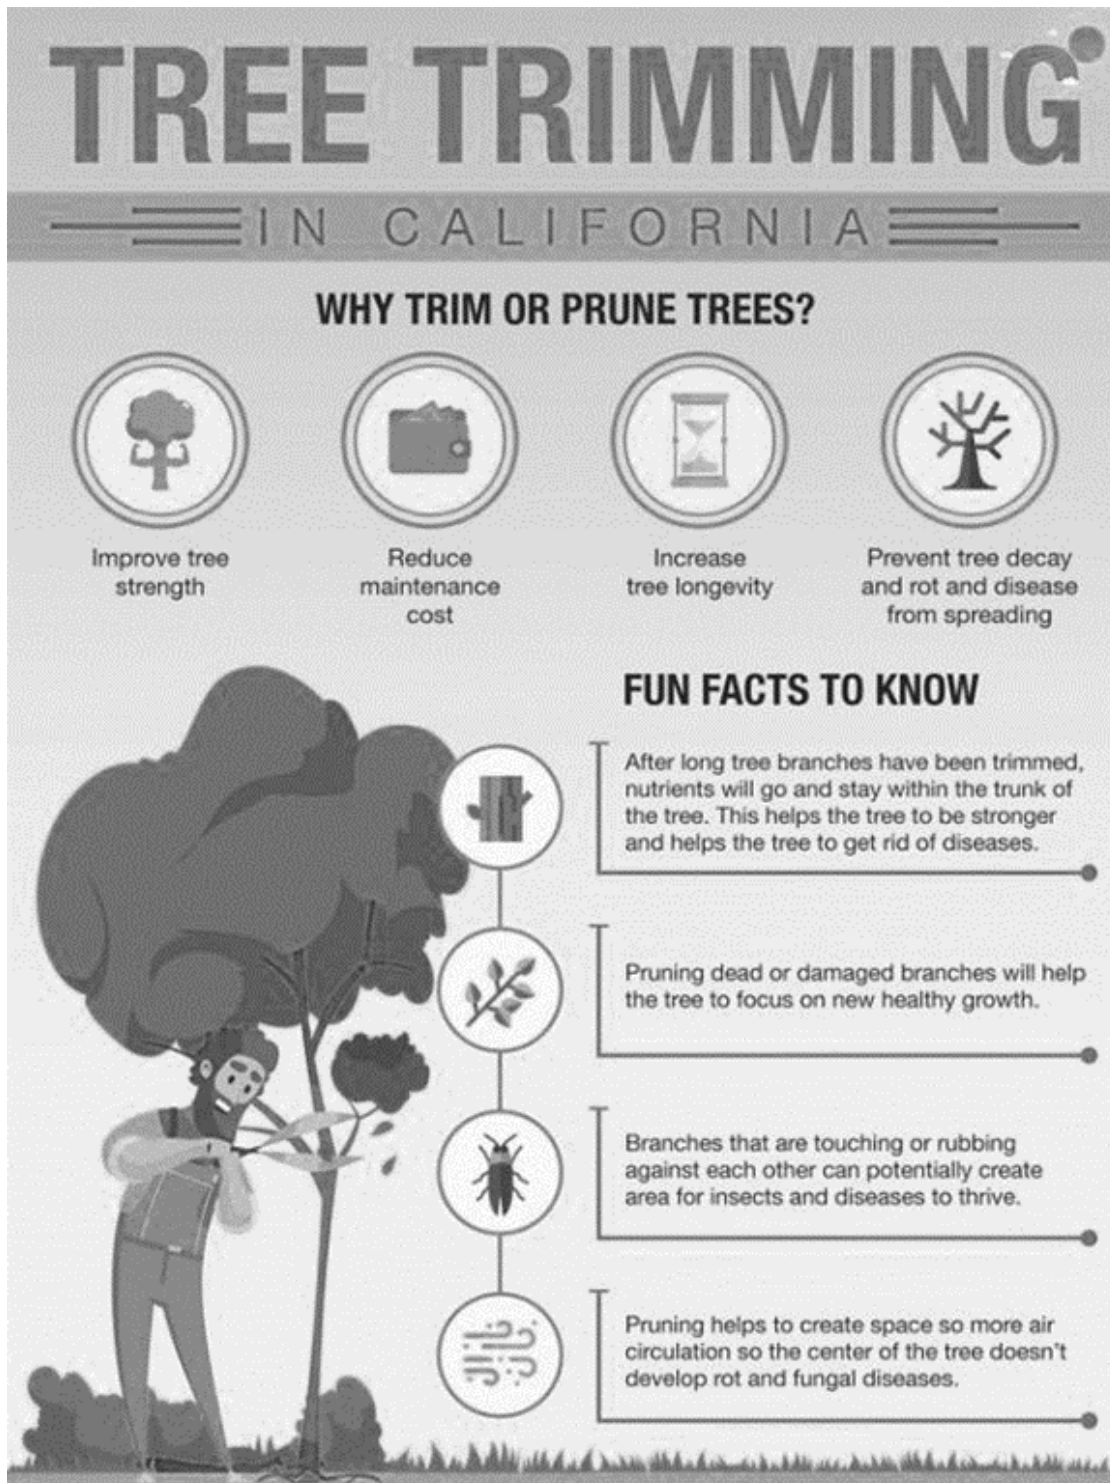 TREE TRIMMING
IN CALIFORNIA
WHY TRIM OR PRUNE TREES?
Improve tree
strength
Reduce
maintenance
cost
Increase
tree longevity
Prevent tree decay
and rot and disease
from spreading
FUN FACTS TO KNOW
After long tree branches have been trimmed,
nutrients will go and stay within the trunk of
the tree. This helps the tree to be stronger
and helps the tree to get rid of diseases.
Pruning dead or damaged branches will help
the tree to focus on new healthy growth.
Branches that are touching or rubbing
against each other can potentially create
area for insects and diseases to thrive.
Pruning helps to create space so more air
circulation so the center of the tree doesn't
develop rot and fungal diseases.